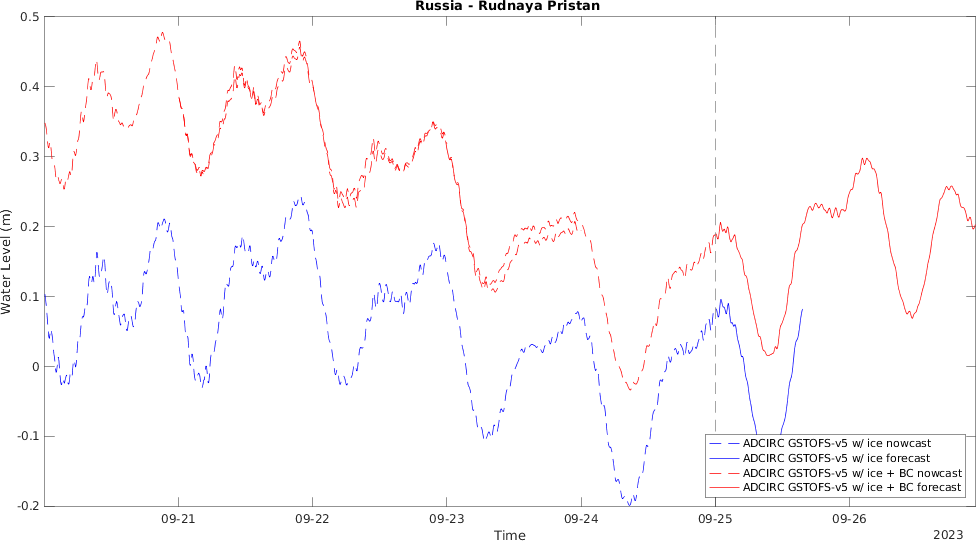 Russia - Rudnaya Pristan
0.5
0.4
0.3
0.2
0.1
0
-0.1
-0.2
Water Level (m)
ADCIRC GSTOFS-v5 w/ ice nowcast
ADCIRC GSTOFS-v5 w/ ice forecast
ADCIRC GSTOFS-v5 w/ ice + BC nowcast
ADCIRC GSTOFS-v5 w/ ice + BC forecast
09-21 09-22 09-23 09-24 09-25 09-26
Time
2023